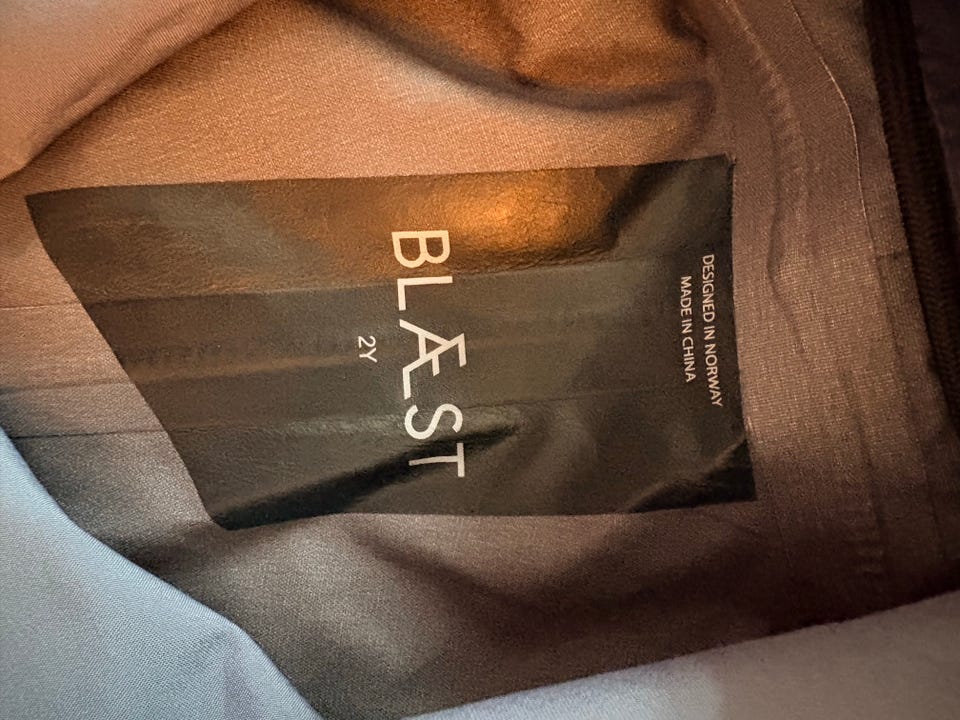 BLÆST
2Y
DESIGNED IN NORWAY
MADE IN CHINA